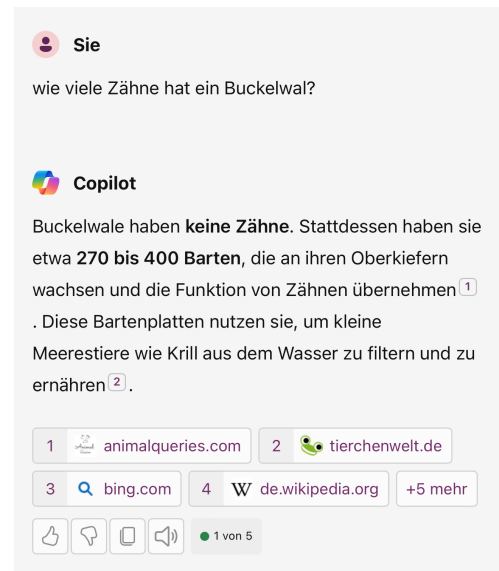 Sie
wie viele Zähne hat ein Buckelwal?
Copilot
Buckelwale haben keine Zähne. Stattdessen haben sie
etwa 270 bis 400 Barten, die an ihren Oberkiefern
wachsen und die Funktion von Zähnen übernehmen 1
. Diese Bartenplatten nutzen sie, um kleine
Meerestiere wie Krill aus dem Wasser zu filtern und zu
ernähren 2 .
1 animalqueries.com 2 tierchenwelt.de
3 bing.com 4 W de.wikipedia.org +5 mehr
1 von 5